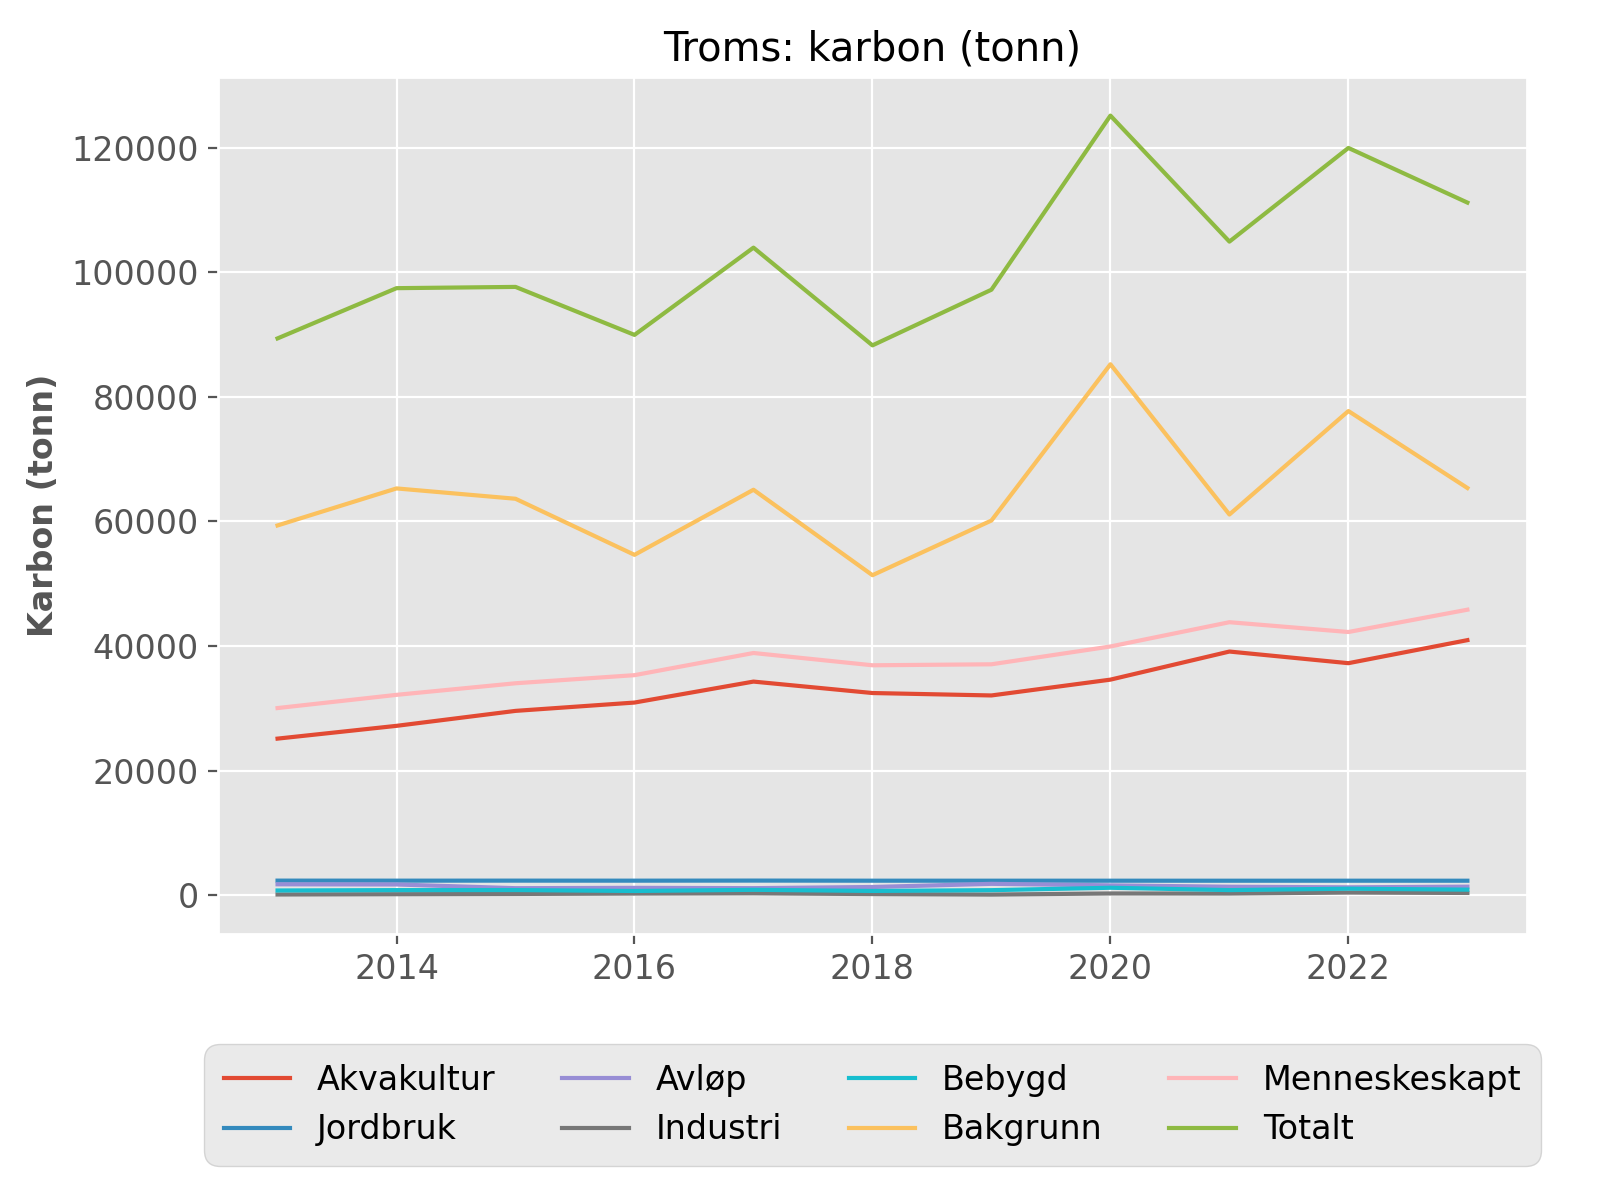 Troms: karbon (tonn)
Karbon (tonn)
120000
100000
80000
60000
40000
20000
0
2014 2016 2018 2020 2022
Akvakultur Avløp Bebygd Menneskeskapt
Jordbruk Industri Bakgrunn Totalt